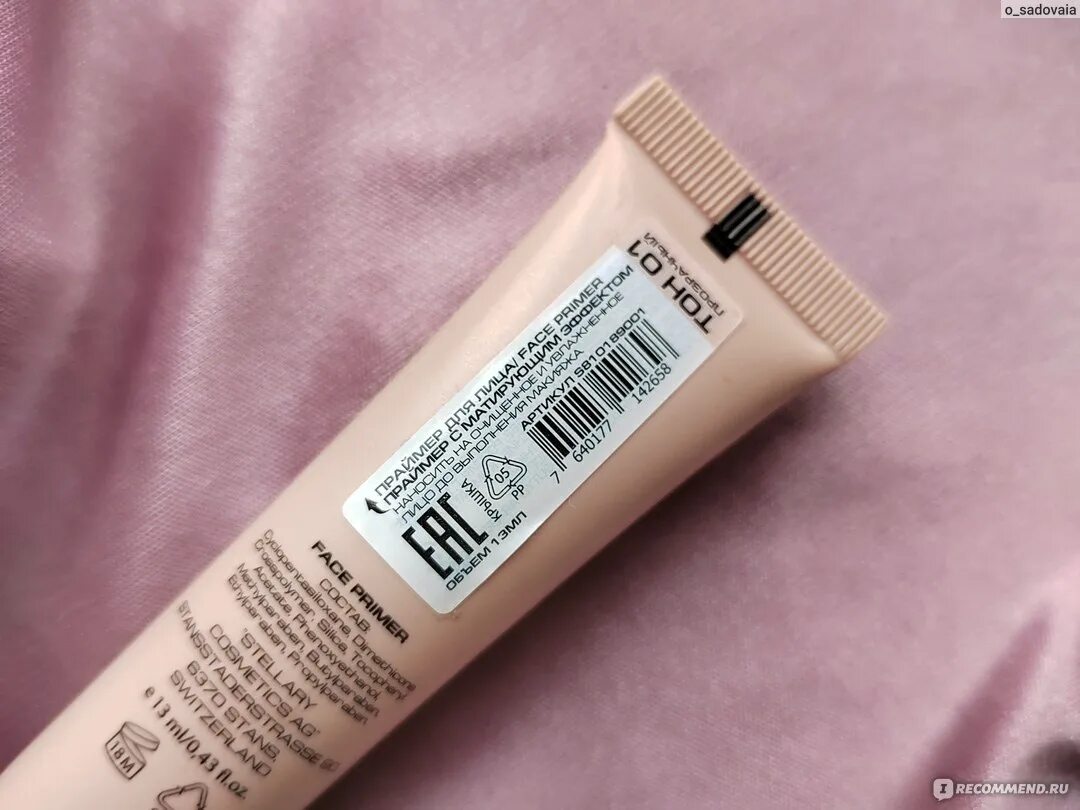 o_sadovaia
ТОН 01
ПРОЗРАЧНЫЙ
ПРАЙМЕР ДЛЯ ЛИЦА/ FACE PRIMER
ПРАЙМЕР С МАТИРУЮЩИМ ЭФФЕКТОМ
НАНОСИТЬ НА ОЧИЩЕННОЕ И УВЛАЖНЕННОЕ
ЛИЦО ДО ВЫПОЛНЕНИЯ МАКИЯЖА
АРТИКУЛ SB10189001
7 640177 142658
EAC
КРЫШКА
05
PP
ОБЪЕМ 13МЛ
FACE PRIMER
СОСТАВ:
Cyclopentasiloxane, Dimethicone
Crosspolymer, Silica, Tocopheryl
Acetate, Phenoxyethanol,
Methylparaben, Butylparaben,
Ethylparaben, Propylparaben
"STELLARY
COSMETICS AG"
STANSSTADERSTRASSE 90
6370 STANS,
SWITZERLAND
e 13 ml/0.43 fl.oz
18M
IRECOMMEND.RU